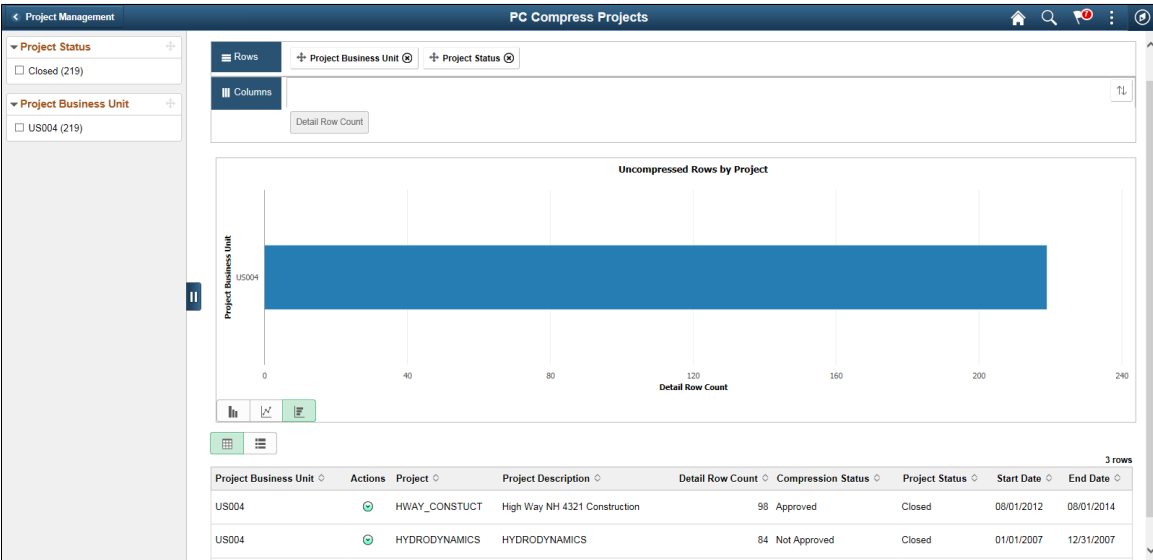 Project Management
PC Compress Projects
7
Project Status
Closed (219)
Project Business Unit
US004 (219)
Rows
Project Business Unit
Project Status
Columns
Detail Row Count
Uncompressed Rows by Project
Project Business Unit
US004
0 40 80 120 160 200 240
Detail Row Count
3 rows
Project Business Unit Actions Project Project Description Detail Row Count Compression Status Project Status Start Date End Date
US004 HWAY_CONSTUCT High Way NH 4321 Construction 98 Approved Closed 08/01/2012 08/01/2014
US004 HYDRODYNAMICS HYDRODYNAMICS 84 Not Approved Closed 01/01/2007 12/31/2007